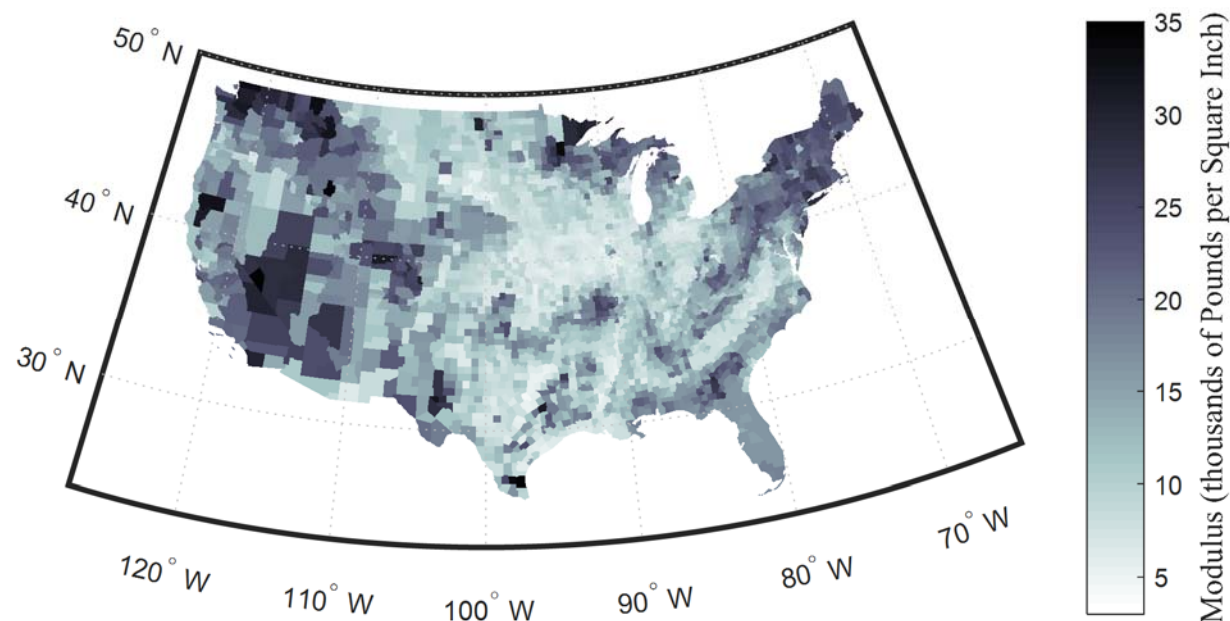 50° N
40° N
30° N
120° W
110° W
100° W
90° W
80° W
70° W
35
30
25
20
15
10
5
Modulus (thousands of Pounds per Square Inch)